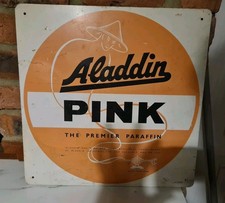 Aladdin
PINK
THE PREMIER PARAFFIN